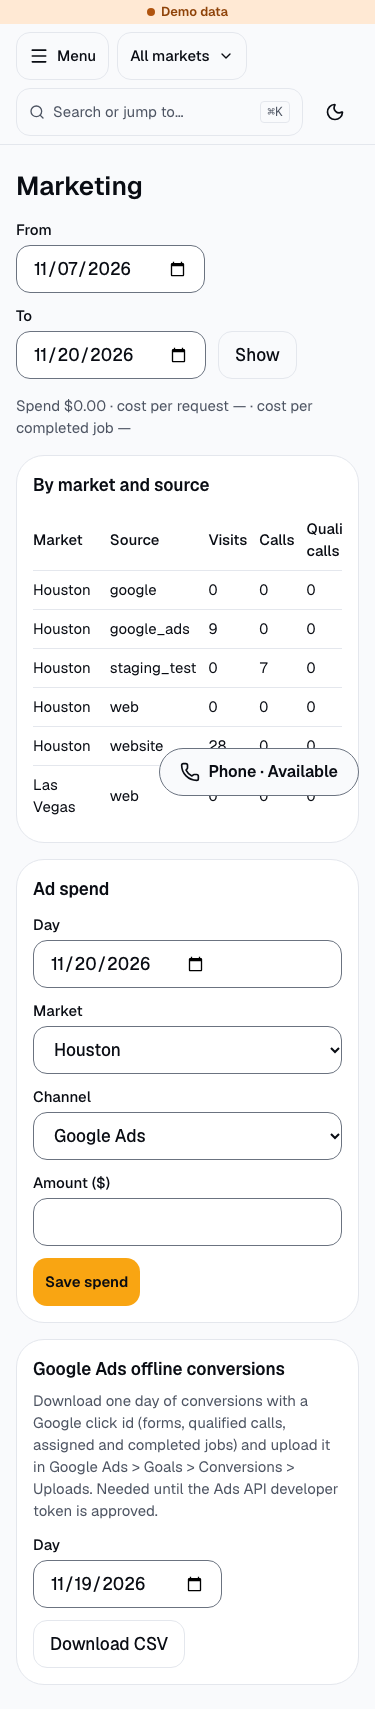 Demo data
Menu
All markets
Search or jump to…
⌘K
Marketing
From
11/07/2026
To
11/20/2026
Show
Spend $0.00 · cost per request — · cost per
completed job —
By market and source
Market Source Visits Calls Quali
calls
Houston google 0 0 0
Houston google_ads 9 0 0
Houston staging_test 0 7 0
Houston web 0 0 0
Houston website 28 0 0
Phone · Available
Las
Vegas
web 0 0 0
Ad spend
Day
11/20/2026
Market
Houston
Channel
Google Ads
Amount ($)
Save spend
Google Ads offline conversions
Download one day of conversions with a
Google click id (forms, qualified calls,
assigned and completed jobs) and upload it
in Google Ads > Goals > Conversions >
Uploads. Needed until the Ads API developer
token is approved.
Day
11/19/2026
Download CSV